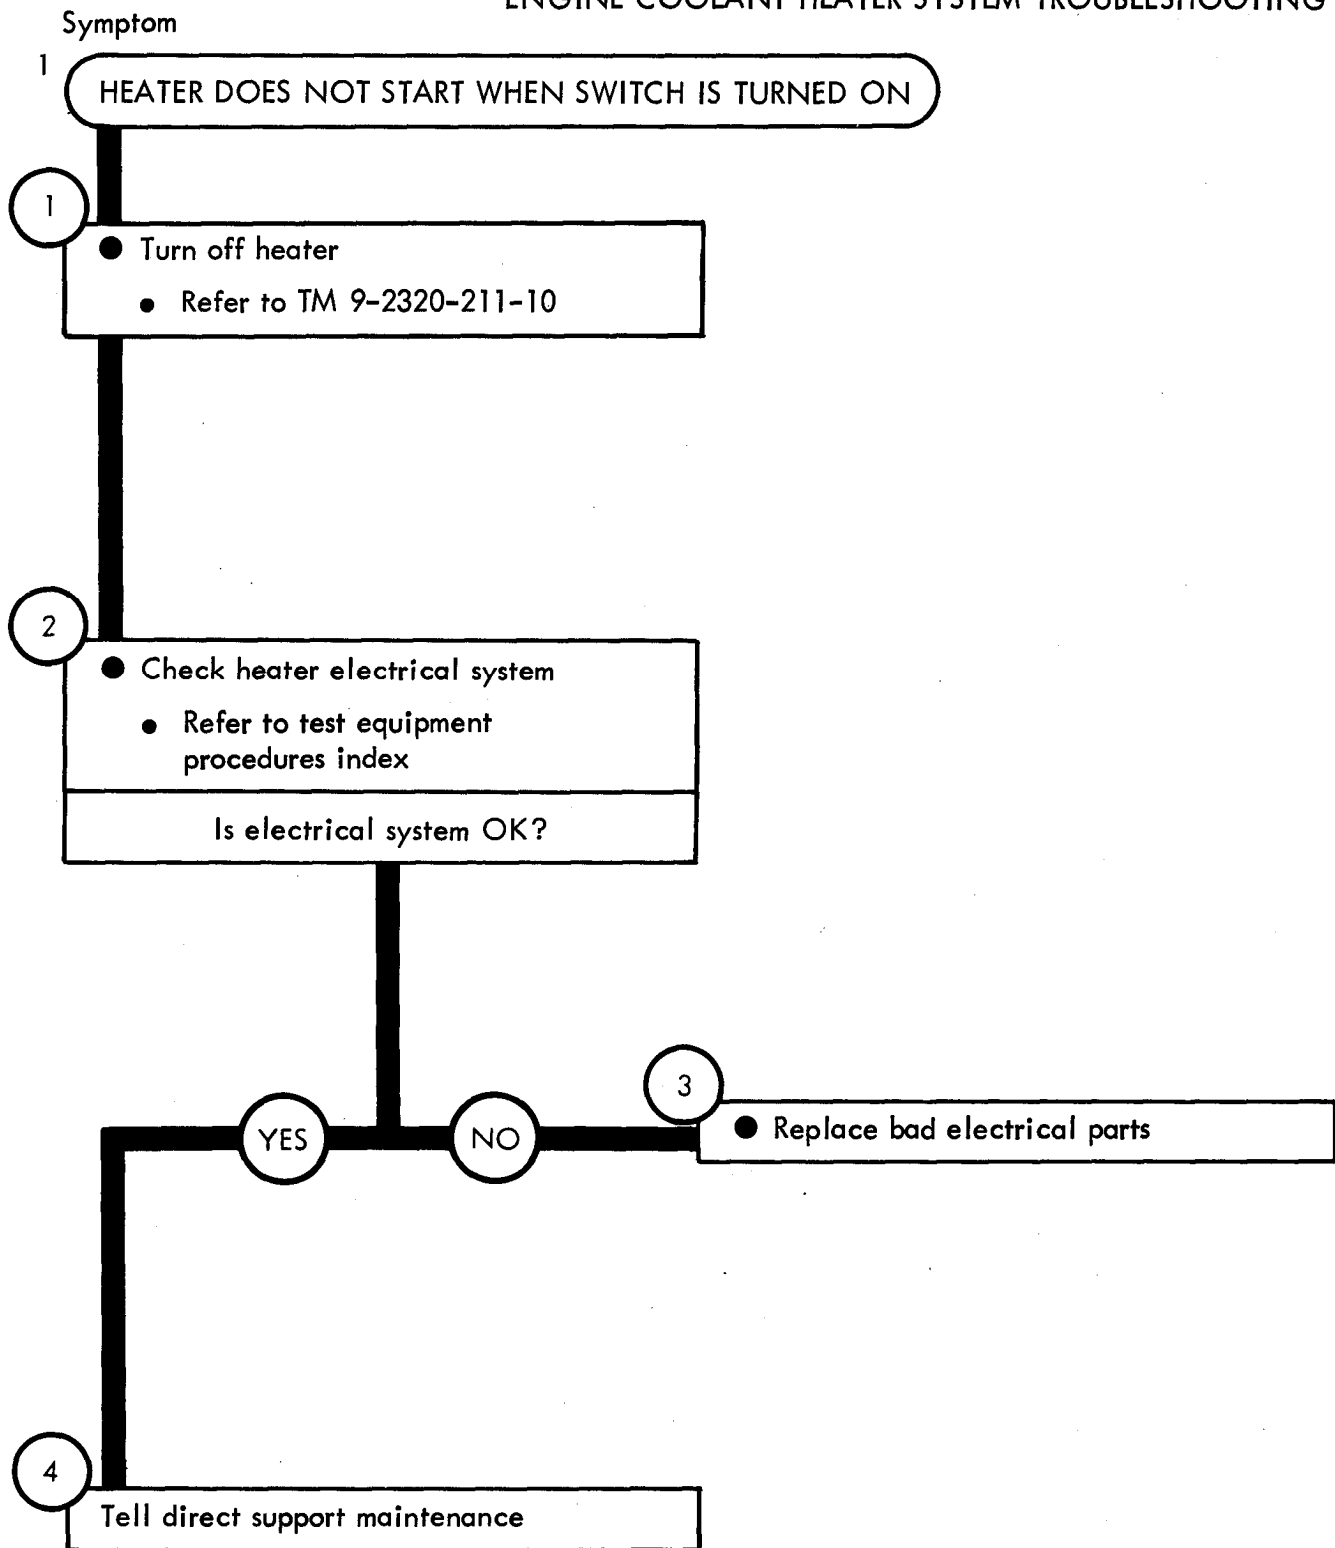 ENGINE COOLANT HEATER SYSTEM TROUBLESHOOTING
Symptom
1
HEATER DOES NOT START WHEN SWITCH IS TURNED ON
1
● Turn off heater
● Refer to TM 9-2320-211-10
2
● Check heater electrical system
● Refer to test equipment
procedures index
Is electrical system OK?
YES
NO
3
● Replace bad electrical parts
4
Tell direct support maintenance